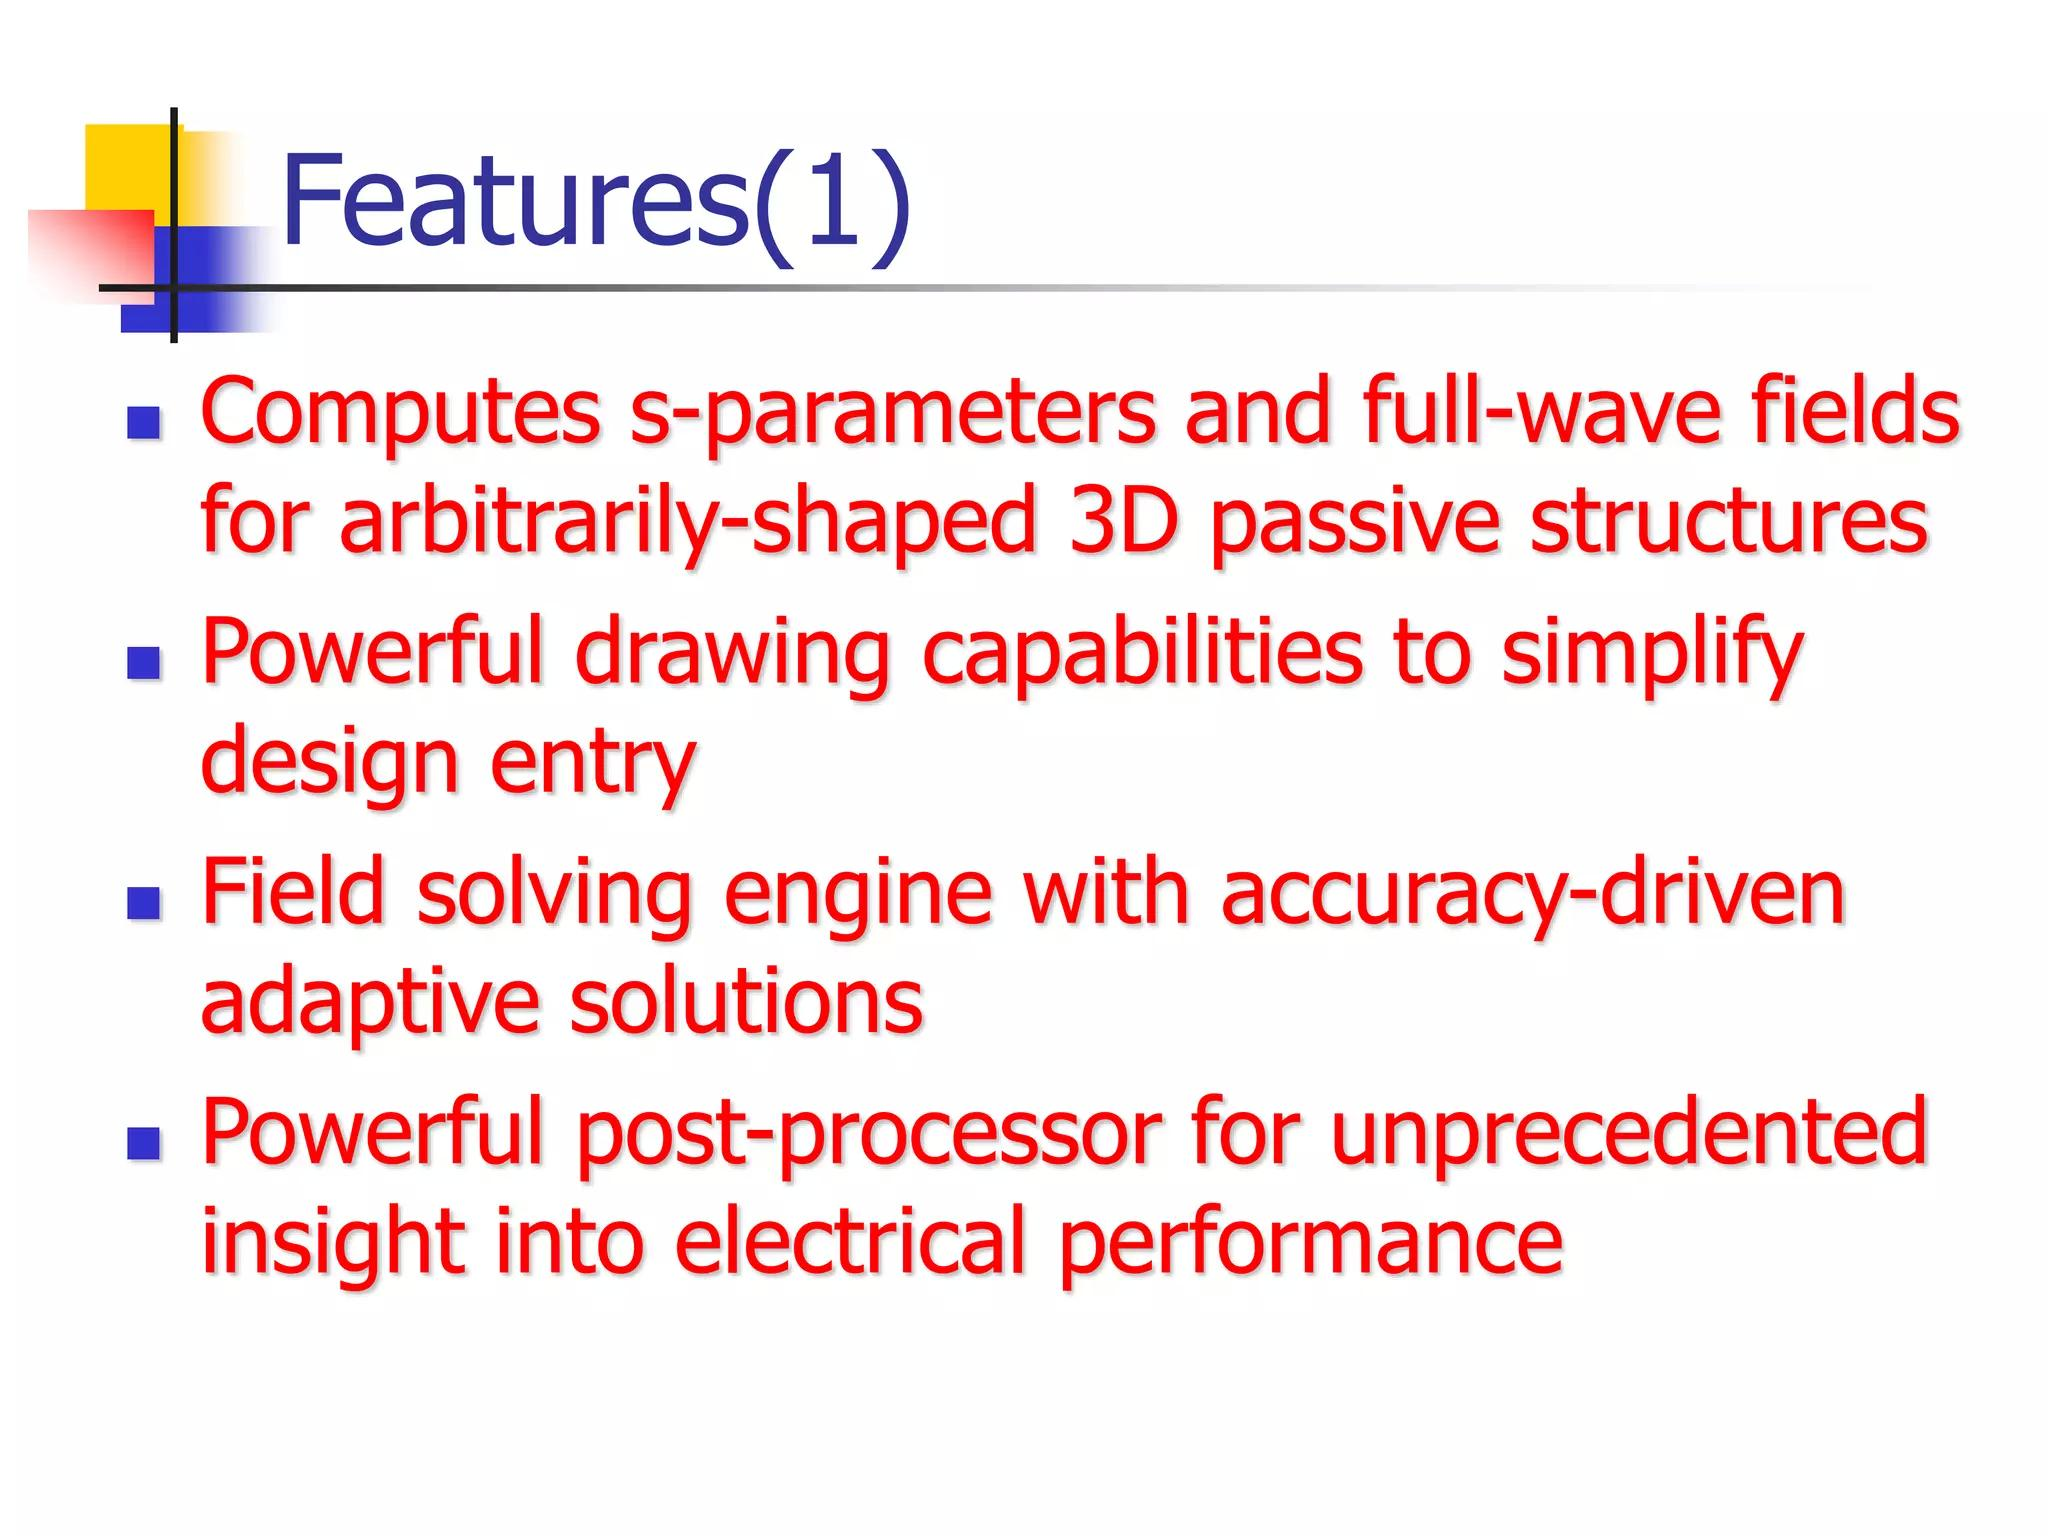 Features(1)
Computes s-parameters and full-wave fields
for arbitrarily-shaped 3D passive structures
Powerful drawing capabilities to simplify
design entry
Field solving engine with accuracy-driven
adaptive solutions
Powerful post-processor for unprecedented
insight into electrical performance